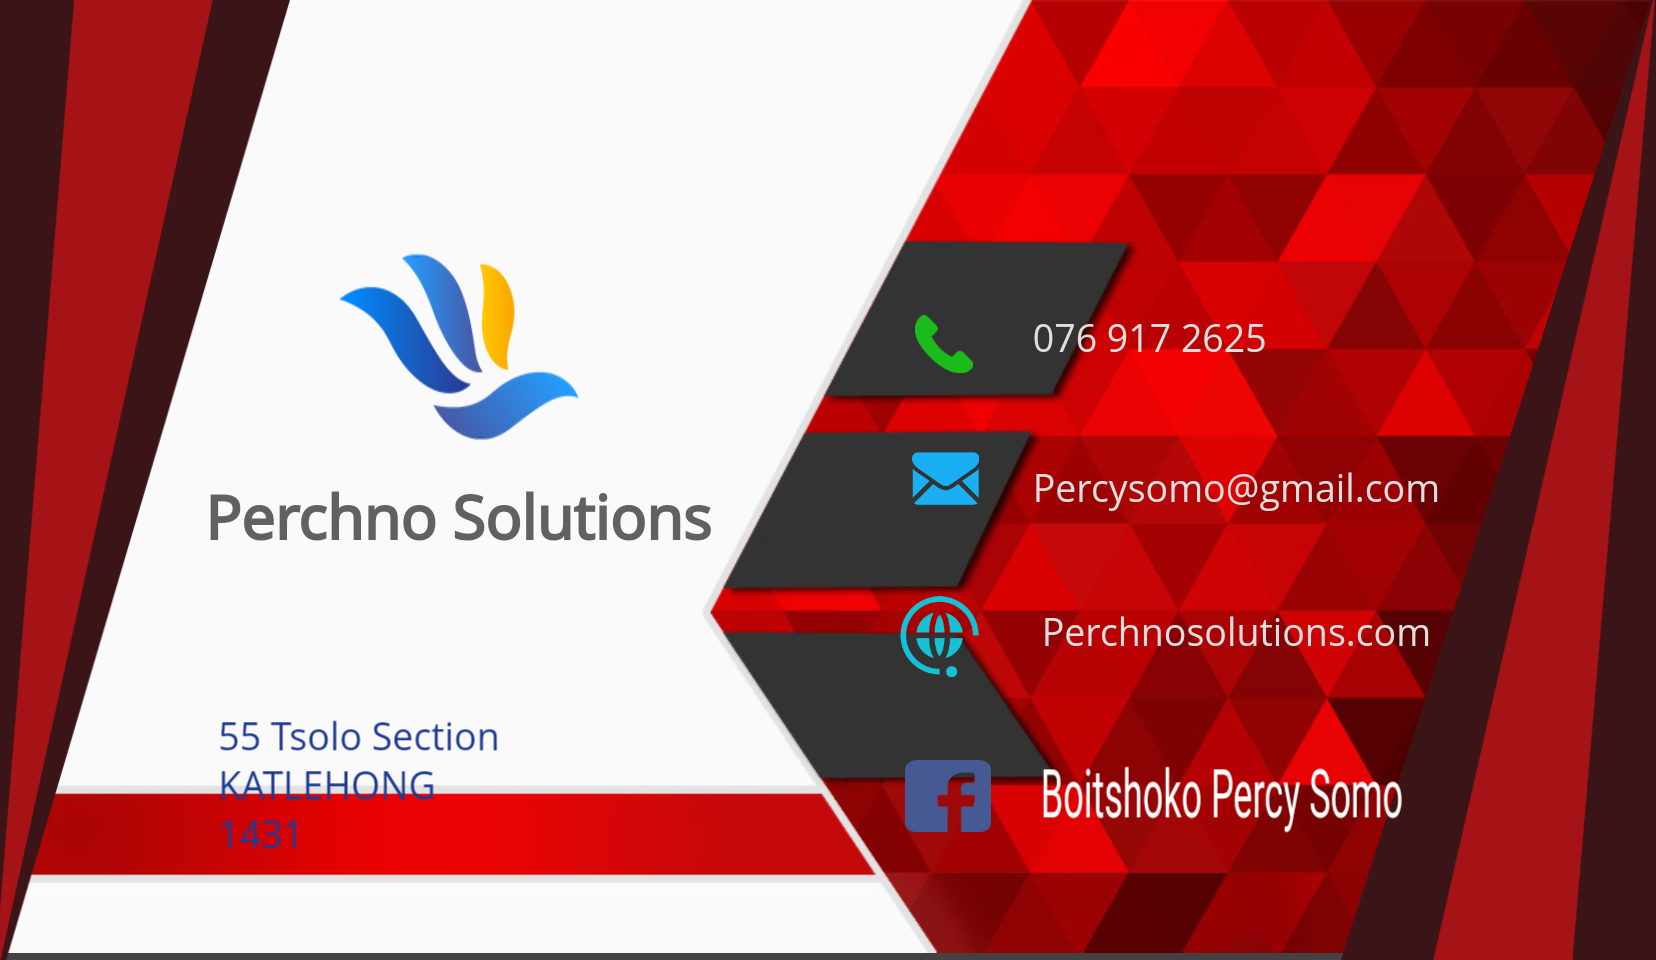 Perchno Solutions
55 Tsolo Section
KATLEHONG
1431
076 917 2625
Percysomo@gmail.com
Perchnosolutions.com
Boitshoko Percy Somo